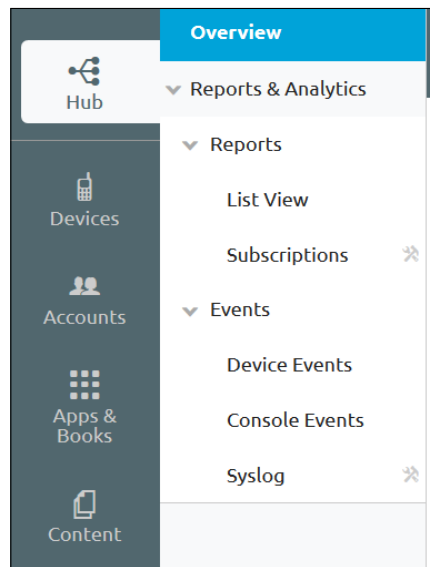 Hub
Devices
Accounts
Apps &
Books
Content
Overview
Reports & Analytics
Reports
List View
Subscriptions
Events
Device Events
Console Events
Syslog